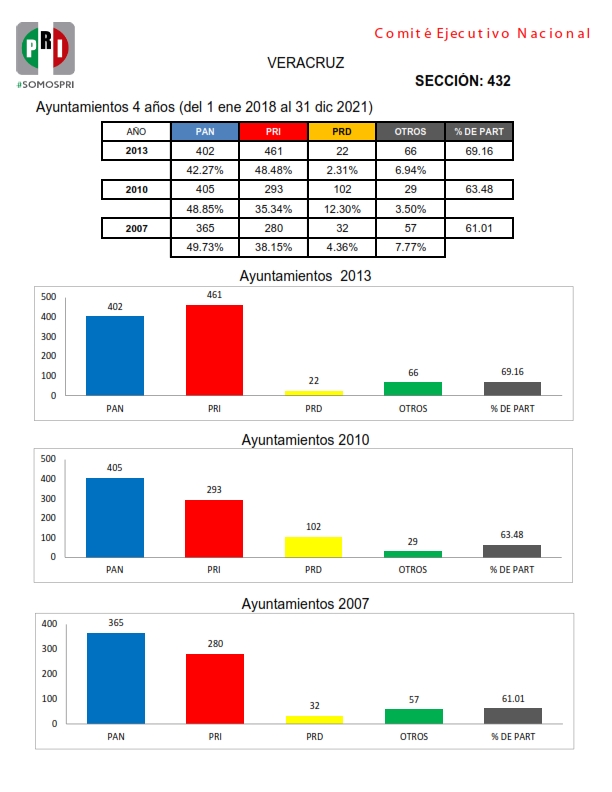 Comité Ejecutivo Nacional
PRI
#SOMOSPRI
VERACRUZ
SECCIÓN: 432
Ayuntamientos 4 años (del 1 ene 2018 al 31 dic 2021)
AÑO PAN PRI PRD OTROS % DE PART
2013 402 461 22 66 69.16
42.27% 48.48% 2.31% 6.94%
2010 405 293 102 29 63.48
48.85% 35.34% 12.30% 3.50%
2007 365 280 32 57 61.01
49.73% 38.15% 4.36% 7.77%
Ayuntamientos 2013
500
400
300
200
100
0
402 461 22 66 69.16
PAN PRI PRD OTROS % DE PART
Ayuntamientos 2010
500
400
300
200
100
0
405 293 102 29 63.48
PAN PRI PRD OTROS % DE PART
Ayuntamientos 2007
400
300
200
100
0
365 280 32 57 61.01
PAN PRI PRD OTROS % DE PART